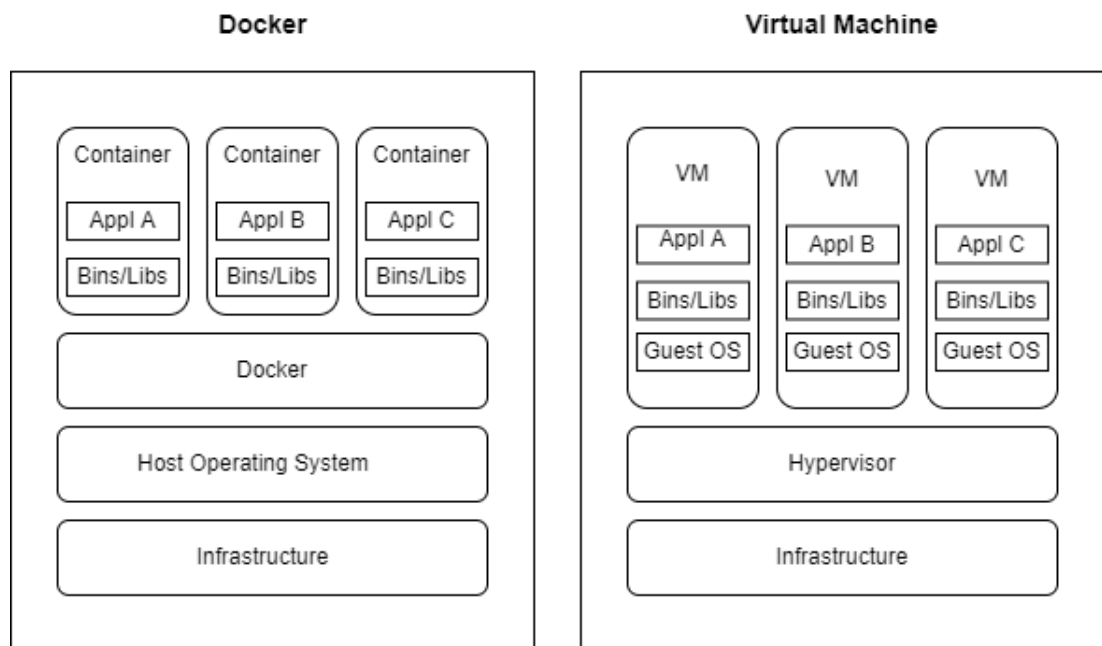 Docker
Container
Container
Container
Appl A
Appl B
Appl C
Bins/Libs
Bins/Libs
Bins/Libs
Docker
Host Operating System
Infrastructure
Virtual Machine
VM
VM
VM
Appl A
Appl B
Appl C
Bins/Libs
Bins/Libs
Bins/Libs
Guest OS
Guest OS
Guest OS
Hypervisor
Infrastructure